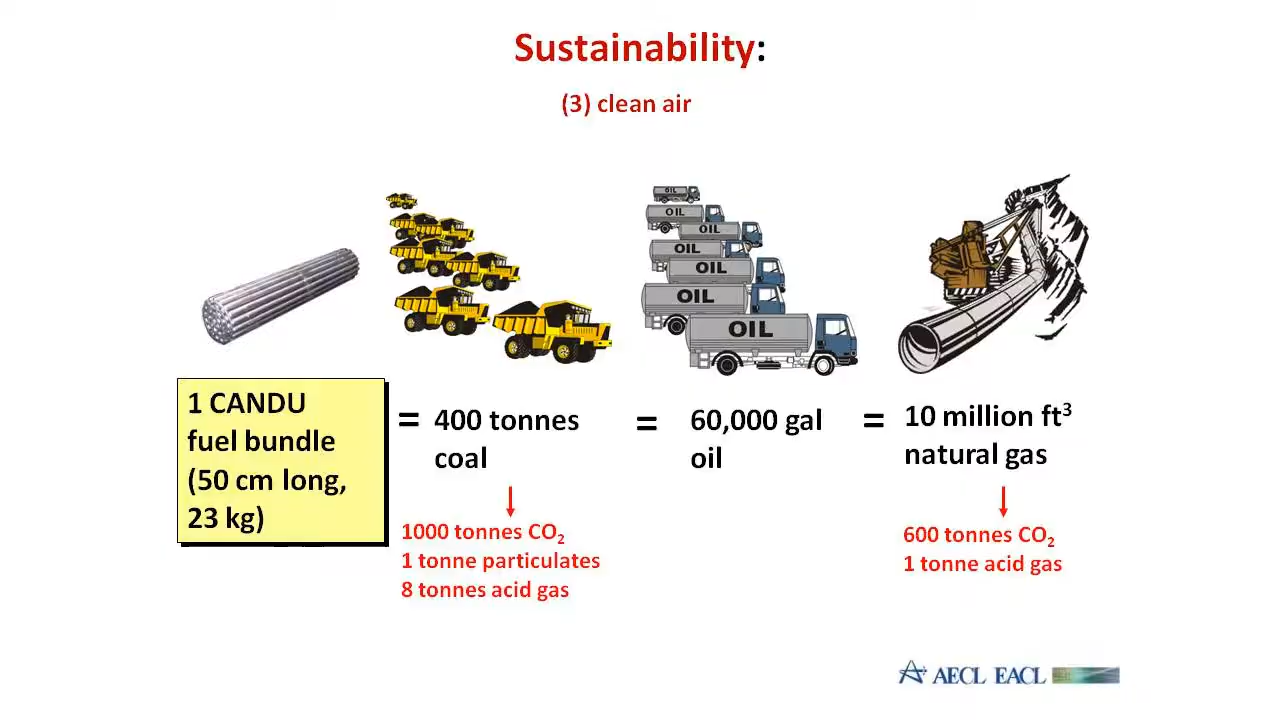 Sustainability:
(3) clean air
OIL
OIL
OIL
OIL
OIL
OIL
OIL
1 CANDU
fuel bundle
(50 cm long,
23 kg)
=
400 tonnes
coal
=
60,000 gal
oil
=
10 million ft³
natural gas
1000 tonnes CO₂
1 tonne particulates
8 tonnes acid gas
600 tonnes CO₂
1 tonne acid gas
AECL EACL